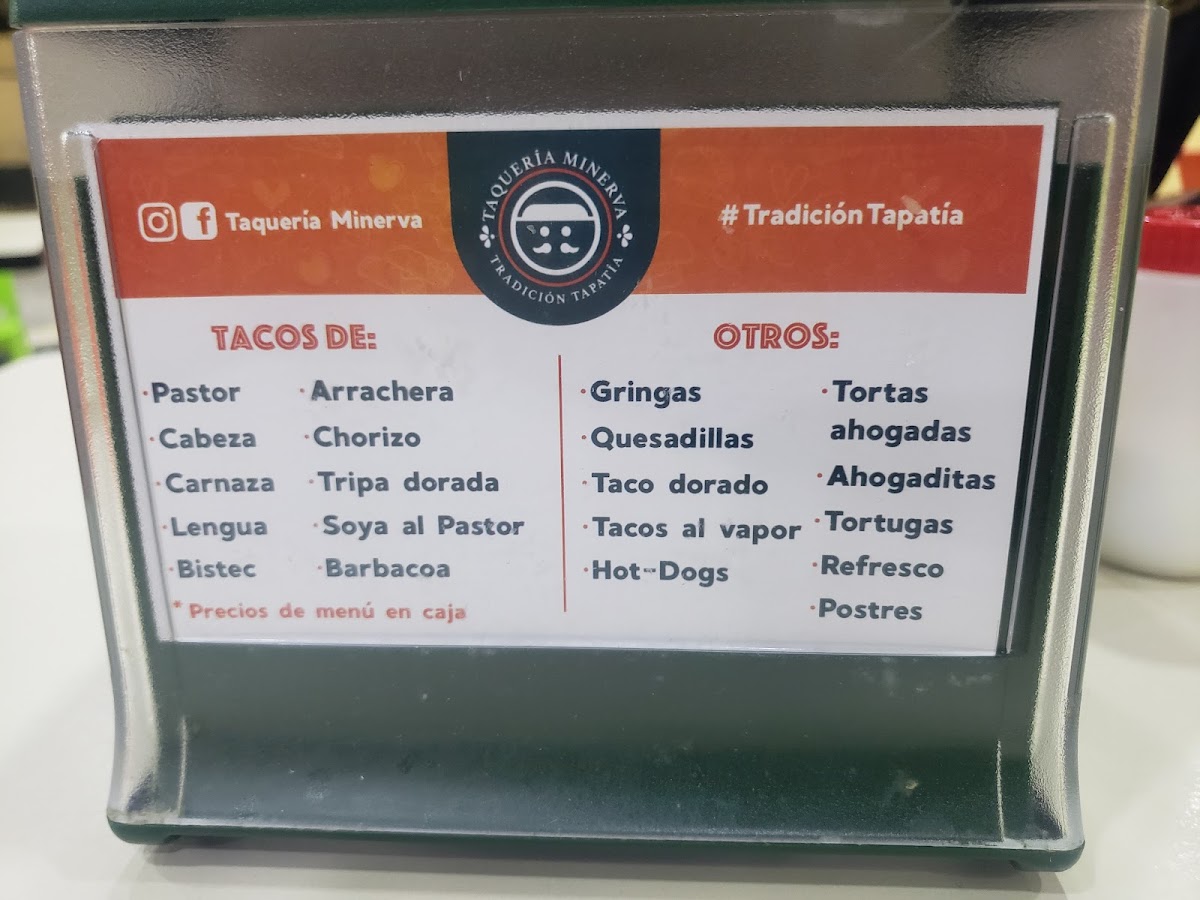 Taquería Minerva
TAQUERÍA MINERVA
TRADICIÓN TAPATÍA
#Tradición Tapatía
TACOS DE:
·Pastor
·Cabeza
·Carnaza
·Lengua
·Bistec
·Arrachera
·Chorizo
·Tripa dorada
·Soya al Pastor
·Barbacoa
* Precios de menú en caja
OTROS:
·Gringas
·Quesadillas
·Taco dorado
·Tacos al vapor
·Hot-Dogs
·Tortas
ahogadas
·Ahogaditas
·Tortugas
·Refresco
·Postres